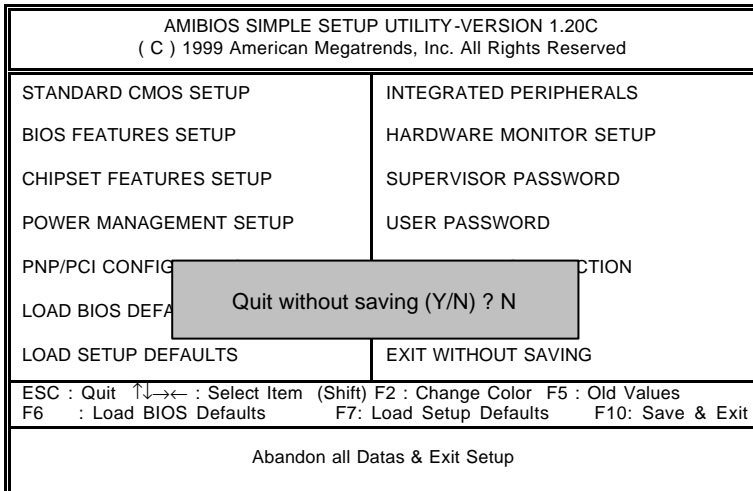 AMIBIOS SIMPLE SETUP UTILITY-VERSION 1.20C
( C ) 1999 American Megatrends, Inc. All Rights Reserved
STANDARD CMOS SETUP
BIOS FEATURES SETUP
CHIPSET FEATURES SETUP
POWER MANAGEMENT SETUP
PNP/PCI
LOAD BIOS
LOAD SETUP DEFAULTS
INTEGRATED PERIPHERALS
HARDWARE MONITOR SETUP
SUPERVISOR PASSWORD
USER PASSWORD
EXIT WITHOUT SAVING
Quit without saving (Y/N) ? N
ESC : Quit ↑↓→← : Select Item (Shift) F2 : Change Color F5 : Old Values
F6 : Load BIOS Defaults F7: Load Setup Defaults F10: Save & Exit
Abandon all Datas & Exit Setup